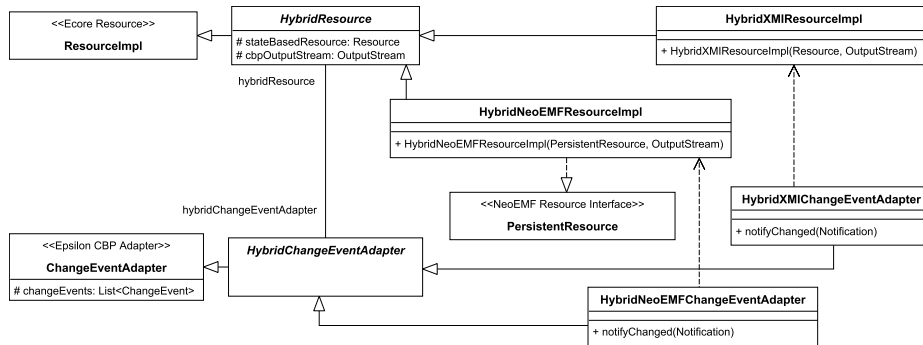 <<Ecore Resource>>
ResourceImpl
HybridResource
# stateBasedResource: Resource
# cbpOutputStream: OutputStream
HybridXMIResourceImpl
+ HybridXMIResourceImpl(Resource, OutputStream)
hybridResource
HybridNeoEMFResourceImpl
+ HybridNeoEMFResourceImpl(PersistentResource, OutputStream)
<<NeoEMF Resource Interface>>
PersistentResource
HybridXMIChangeEventAdapter
+ notifyChanged(Notification)
hybridChangeEventAdapter
<<Epsilon CBP Adapter>>
ChangeEventAdapter
# changeEvents: List<ChangeEvent>
HybridChangeEventAdapter
HybridNeoEMFChangeEventAdapter
+ notifyChanged(Notification)